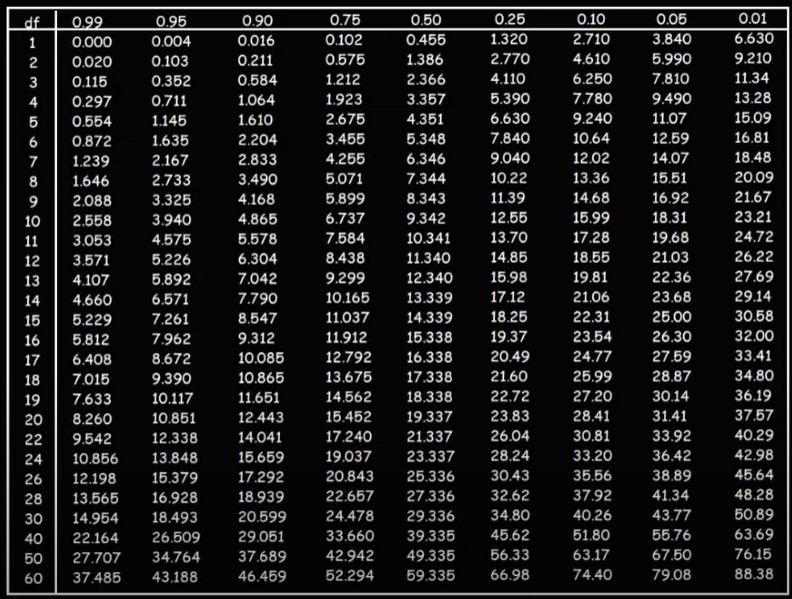 df 0.99 0.95 0.90 0.75 0.50 0.25 0.10 0.05 0.01
1 0.000 0.004 0.016 0.102 0.455 1.320 2.710 3.840 6.630
2 0.020 0.103 0.211 0.575 1.386 2.770 4.610 5.990 9.210
3 0.115 0.352 0.584 1.212 2.366 4.110 6.250 7.810 11.34
4 0.297 0.711 1.064 1.923 3.357 5.390 7.780 9.490 13.28
5 0.554 1.145 1.610 2.675 4.351 6.630 9.240 11.07 15.09
6 0.872 1.635 2.204 3.455 5.348 7.840 10.64 12.59 16.81
7 1.239 2.167 2.833 4.255 6.346 9.040 12.02 14.07 18.48
8 1.646 2.733 3.490 5.071 7.344 10.22 13.36 15.51 20.09
9 2.088 3.325 4.168 5.899 8.343 11.39 14.68 16.92 21.67
10 2.558 3.940 4.865 6.737 9.342 12.55 15.99 18.31 23.21
11 3.053 4.575 5.578 7.584 10.341 13.70 17.28 19.68 24.72
12 3.571 5.226 6.304 8.438 11.340 14.85 18.55 21.03 26.22
13 4.107 5.892 7.042 9.299 12.340 15.98 19.81 22.36 27.69
14 4.660 6.571 7.790 10.165 13.339 17.12 21.06 23.68 29.14
15 5.229 7.261 8.547 11.037 14.339 18.25 22.31 25.00 30.58
16 5.812 7.962 9.312 11.912 15.338 19.37 23.54 26.30 32.00
17 6.408 8.672 10.085 12.792 16.338 20.49 24.77 27.59 33.41
18 7.015 9.390 10.865 13.675 17.338 21.60 25.99 28.87 34.80
19 7.633 10.117 11.651 14.562 18.338 22.72 27.20 30.14 36.19
20 8.260 10.851 12.443 15.452 19.337 23.83 28.41 31.41 37.57
22 9.542 12.338 14.041 17.240 21.337 26.04 30.81 33.92 40.29
24 10.856 13.848 15.659 19.037 23.337 28.24 33.20 36.42 42.98
26 12.198 15.379 17.292 20.843 25.336 30.43 35.56 38.89 45.64
28 13.565 16.928 18.939 22.657 27.336 32.62 37.92 41.34 48.28
30 14.954 18.493 20.599 24.478 29.336 34.80 40.26 43.77 50.89
40 22.164 26.509 29.051 33.660 39.335 45.62 51.80 55.76 63.69
50 27.707 34.764 37.689 42.942 49.335 56.33 63.17 67.50 76.15
60 37.485 43.188 46.459 52.294 59.335 66.98 74.40 79.08 88.38